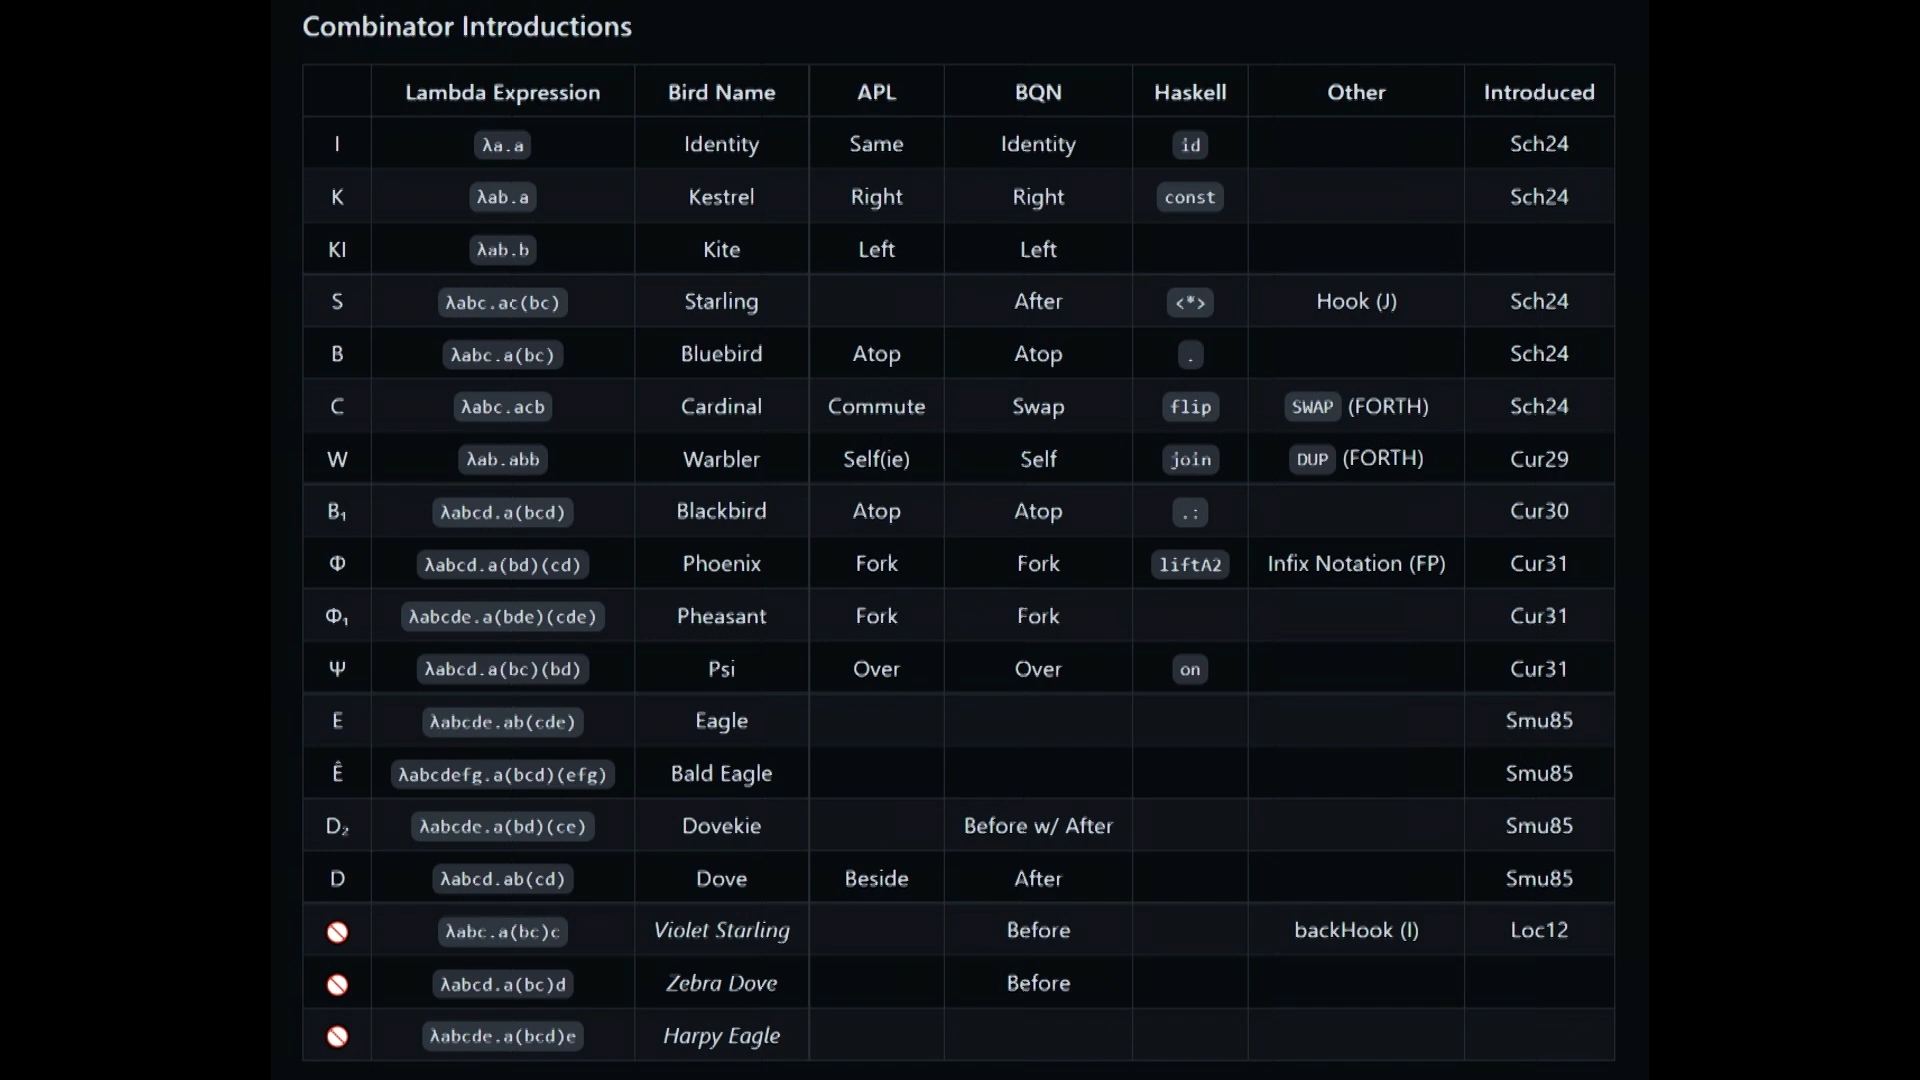 Combinator Introductions
Lambda Expression Bird Name APL BQN Haskell Other Introduced
I λa.a Identity Same Identity id Sch24
K λab.a Kestrel Right Right const Sch24
KI λab.b Kite Left Left
S λabc.ac(bc) Starling After <*> Hook (J) Sch24
B λabc.a(bc) Bluebird Atop Atop . Sch24
C λabc.acb Cardinal Commute Swap flip SWAP (FORTH) Sch24
W λab.abb Warbler Self(ie) Self join DUP (FORTH) Cur29
B₁ λabcd.a(bcd) Blackbird Atop Atop .: Cur30
Φ λabcd.a(bd)(cd) Phoenix Fork Fork liftA2 Infix Notation (FP) Cur31
Φ₁ λabcde.a(bde)(cde) Pheasant Fork Fork Cur31
Ψ λabcd.a(bc)(bd) Psi Over Over on Cur31
E λabcde.ab(cde) Eagle Smu85
Ê λabcdefg.a(bcd)(efg) Bald Eagle Smu85
D₂ λabcde.a(bd)(ce) Dovekie Before w/ After Smu85
D λabcd.ab(cd) Dove Beside After Smu85
λabc.a(bc)c Violet Starling Before backHook (I) Loc12
λabcd.a(bc)d Zebra Dove Before
λabcde.a(bcd)e Harpy Eagle